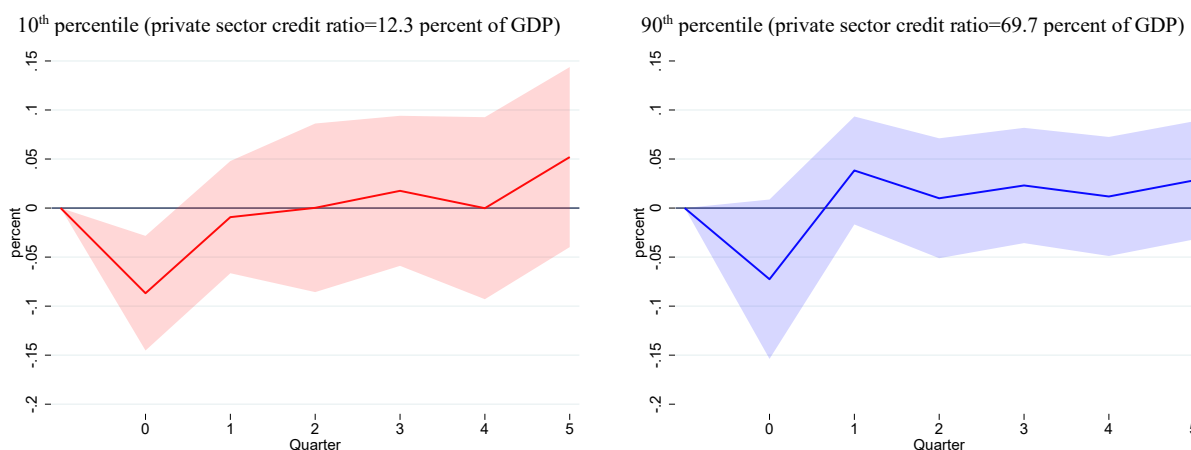 10th percentile (private sector credit ratio=12.3 percent of GDP)
.15
.1
.05
0
-.05
-.1
-.15
-.2
percent
0 1 2 3 4 5
Quarter
90th percentile (private sector credit ratio=69.7 percent of GDP)
.15
.1
.05
0
-.05
-.1
-.15
-.2
percent
0 1 2 3 4 5
Quarter